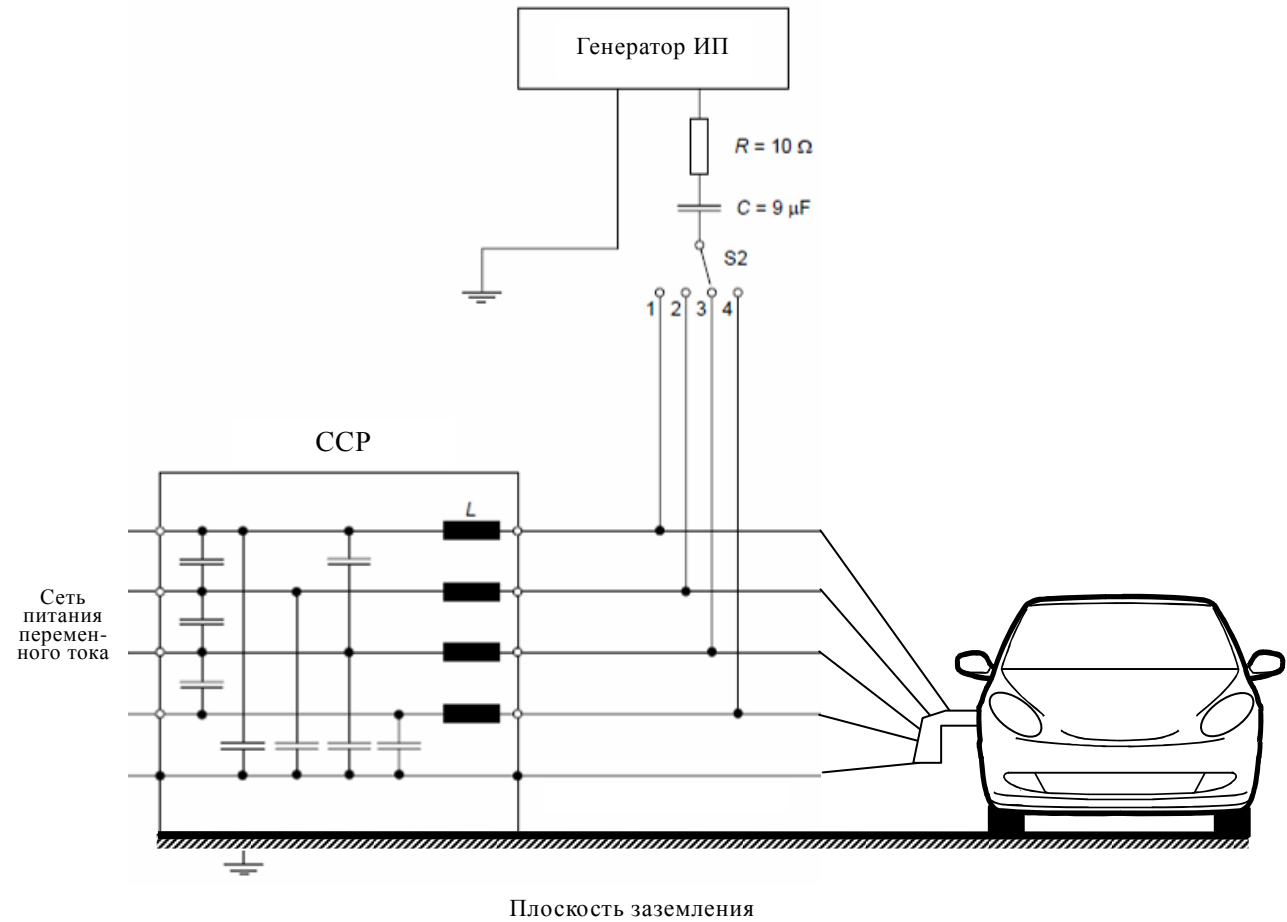 Генератор ИП
R = 10 Ω
C = 9 μF
S2
1 2 3 4
ССР
L
Сеть
питания
перемен-
ного тока
Плоскость заземления